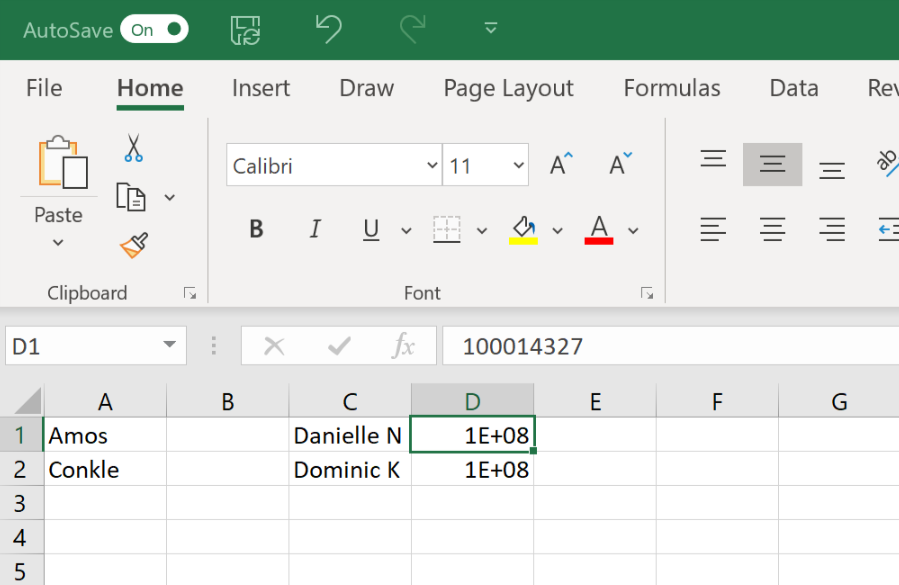 AutoSave On
File Home Insert Draw Page Layout Formulas Data
Calibri 11 A A
Paste B I U A
Clipboard Font
D1 fx 100014327
A B C D E F G
1 Amos Danielle N 1E+08
2 Conkle Dominic K 1E+08
3
4
5